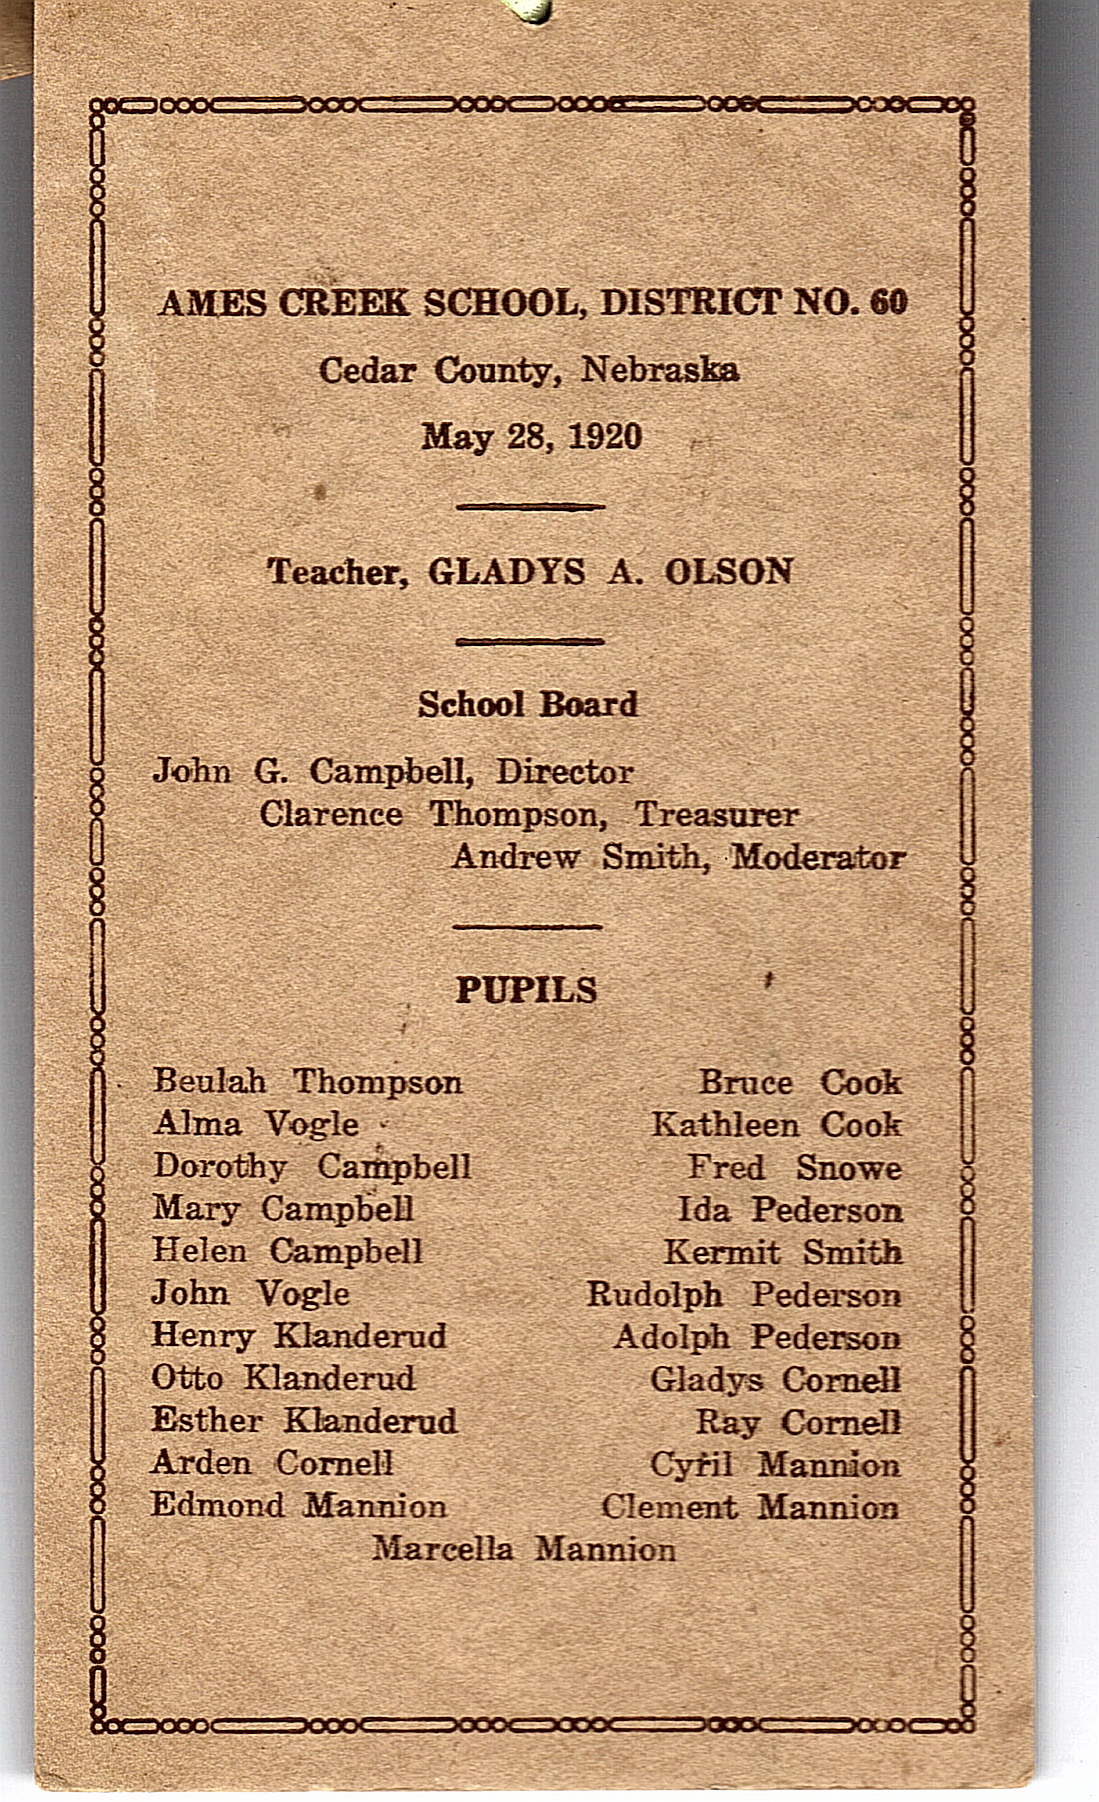 AMES CREEK SCHOOL, DISTRICT NO. 60
Cedar County, Nebraska
May 28, 1920
Teacher, GLADYS A. OLSON
School Board
John G. Campbell, Director
Clarence Thompson, Treasurer
Andrew Smith, Moderator
PUPILS
Beulah Thompson Bruce Cook
Alma Vogle Kathleen Cook
Dorothy Campbell Fred Snowe
Mary Campbell Ida Pederson
Helen Campbell Kermit Smith
John Vogle Rudolph Pederson
Henry Klanderud Adolph Pederson
Otto Klanderud Gladys Cornell
Esther Klanderud Ray Cornell
Arden Cornell Cyril Mannion
Edmond Mannion Clement Mannion
Marcella Mannion